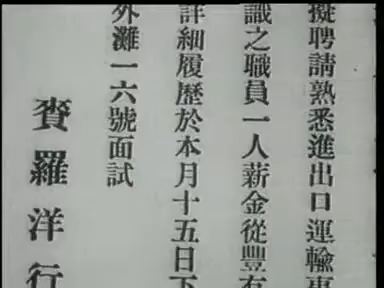 擬聘請熟悉進出口運輸事
識之職員一人薪金從豐有
詳細履歷於本月十五日下
外灘一六號面試
賚羅洋行